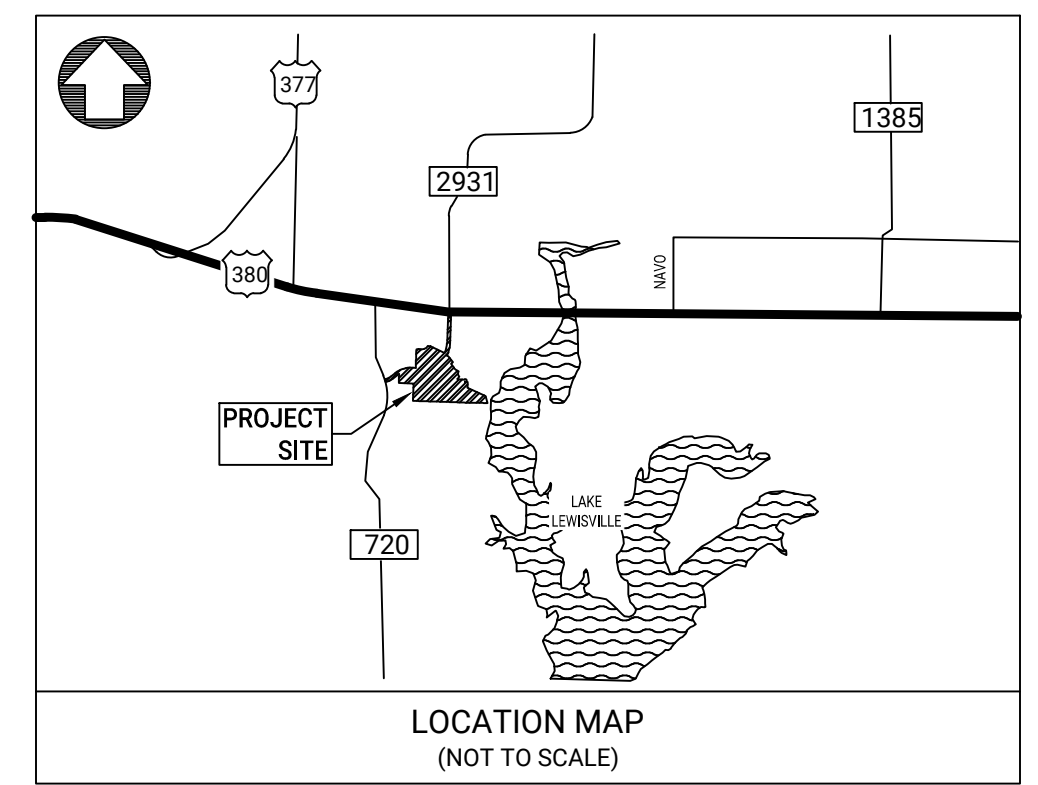 377
1385
2931
NAVO
380
PROJECT
SITE
LAKE
LEWISVILLE
720
LOCATION MAP
(NOT TO SCALE)